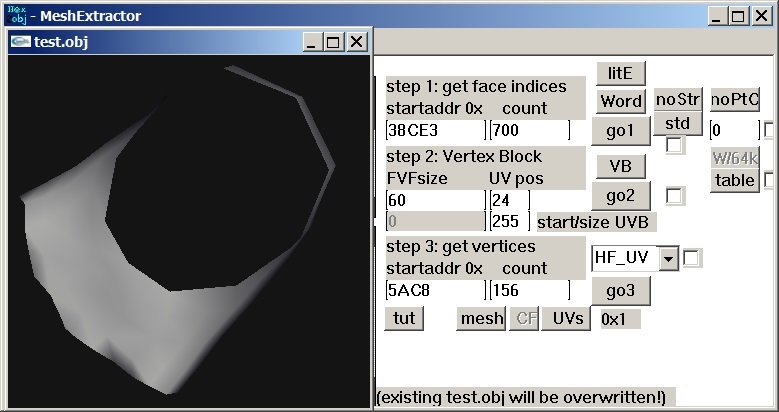 Hex
obj - MeshExtractor
test.obj
litE
step 1: get face indices
startaddr 0x count
Word
noStr
noPtC
38CE3 700
go1
std
0
step 2: Vertex Block
FVFsize UV pos
VB
W/64k
table
60 24
go2
0 255 start/size UVB
step 3: get vertices
startaddr 0x count
HF_UV
5AC8 156
go3
tut mesh CF UVs 0x1
(existing test.obj will be overwritten!)